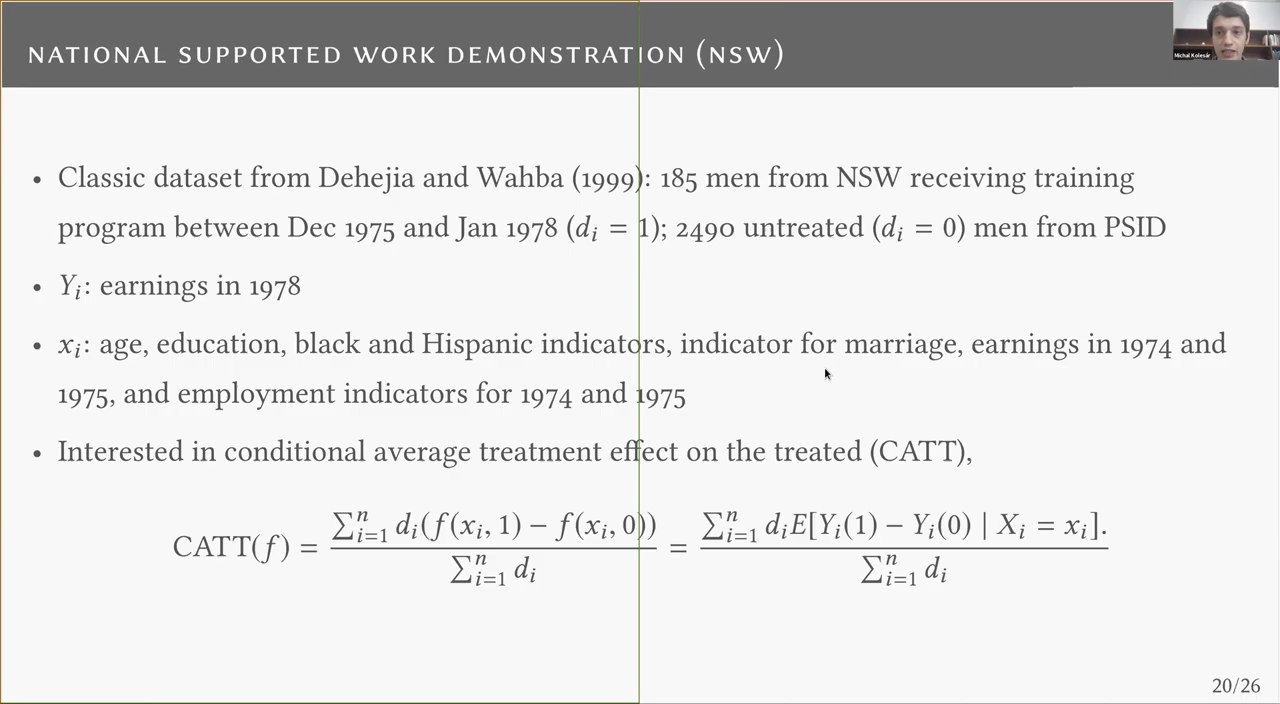 NATIONAL SUPPORTED WORK DEMONSTRATION (NSW)
Michal Kolesár
• Classic dataset from Dehejia and Wahba (1999): 185 men from NSW receiving training
program between Dec 1975 and Jan 1978 (dᵢ = 1); 2490 untreated (dᵢ = 0) men from PSID
• Yᵢ: earnings in 1978
• xᵢ: age, education, black and Hispanic indicators, indicator for marriage, earnings in 1974 and
1975, and employment indicators for 1974 and 1975
• Interested in conditional average treatment effect on the treated (CATT),
CATT(f) = ∑ⁿᵢ₌₁ dᵢ(f(xᵢ, 1) − f(xᵢ, 0)) / ∑ⁿᵢ₌₁ dᵢ = ∑ⁿᵢ₌₁ dᵢE[Yᵢ(1) − Yᵢ(0) | Xᵢ = xᵢ]. / ∑ⁿᵢ₌₁ dᵢ
20/26